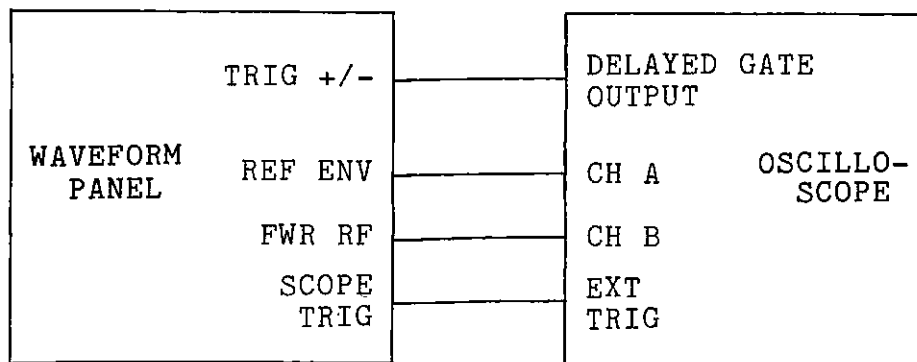 TRIG +/-
DELAYED GATE
OUTPUT
WAVEFORM
PANEL
REF ENV
CH A
OSCILLO-
SCOPE
FWR RF
CH B
SCOPE
TRIG
EXT
TRIG